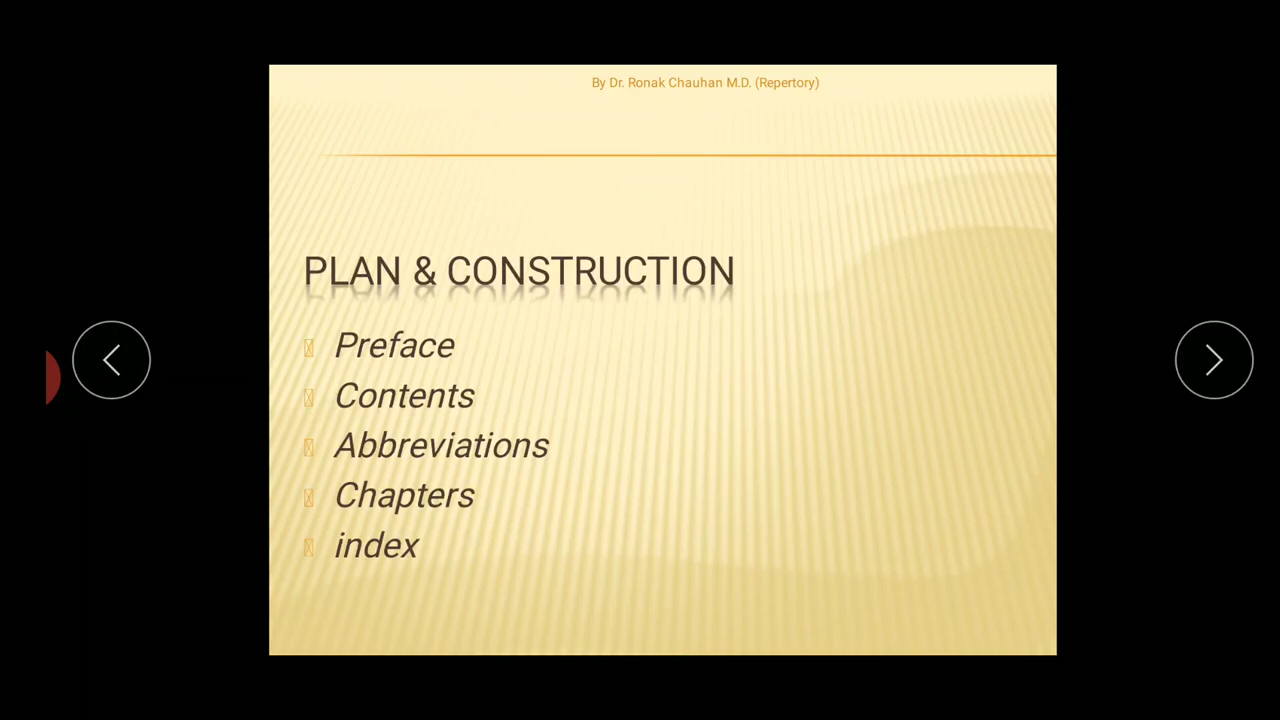 By Dr. Ronak Chauhan M.D. (Repertory)
PLAN & CONSTRUCTION
Preface
Contents
Abbreviations
Chapters
index